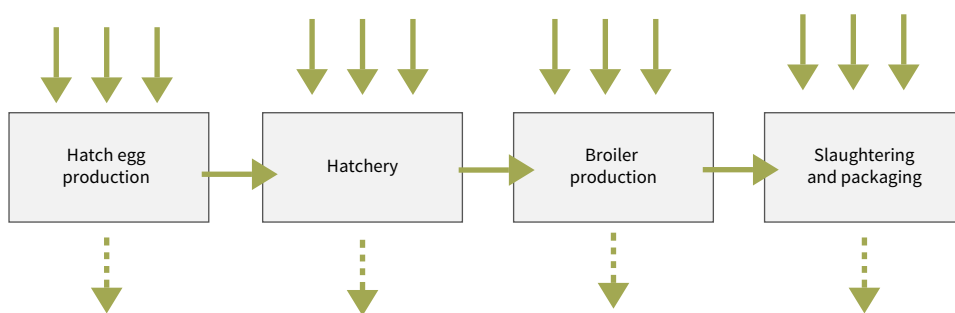 Hatch egg
production
Hatchery
Broiler
production
Slaughtering
and packaging